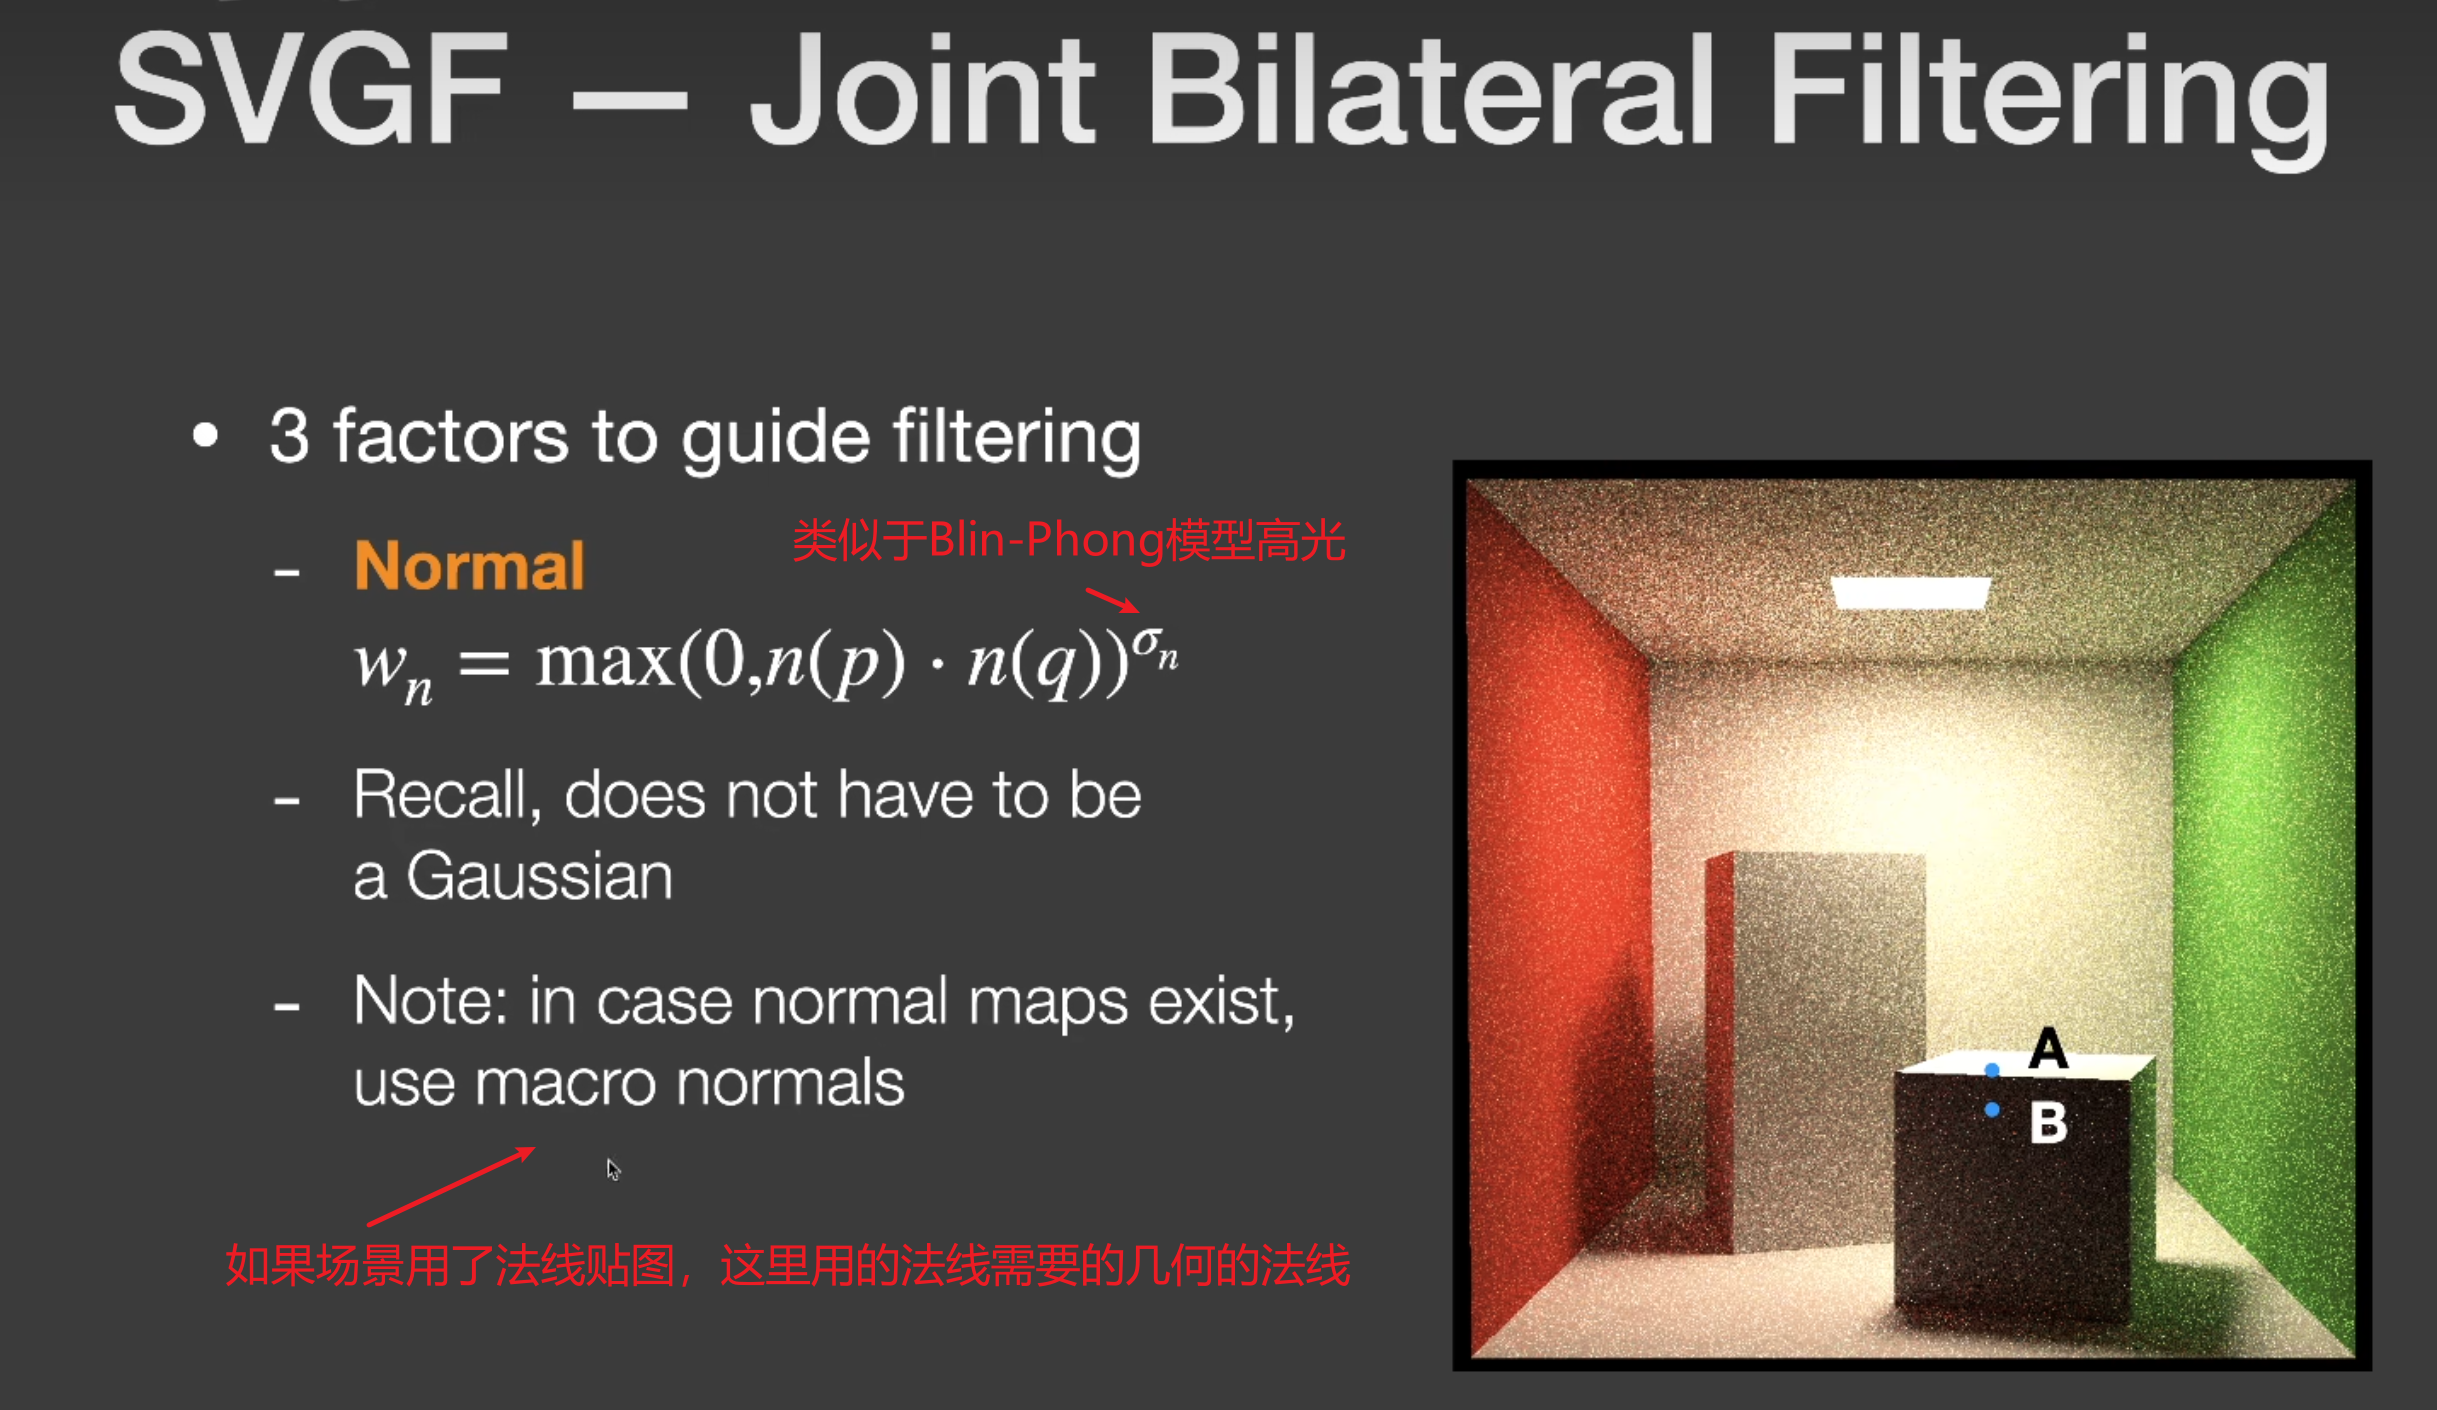 SVGF — Joint Bilateral Filtering
• 3 factors to guide filtering
类似于Blin-Phong模型高光
- Normal
wₙ = max(0,n(p) · n(q))^σₙ
- Recall, does not have to be
a Gaussian
- Note: in case normal maps exist,
use macro normals
A
B
如果场景用了法线贴图，这里用的法线需要的几何的法线